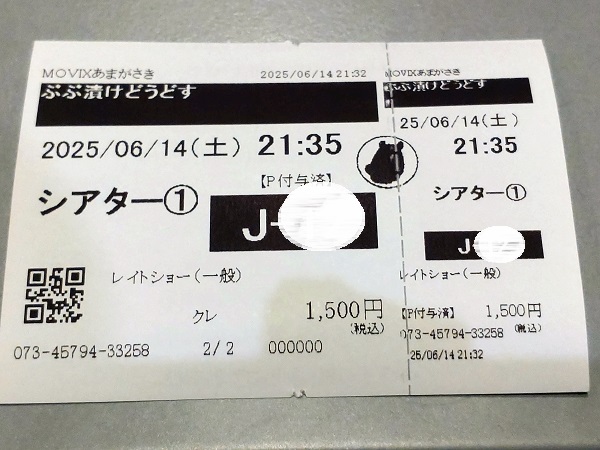 MOVIXあまがさき
2025/06/14 21:32
ぶぶ漬けどうどす
2025/06/14(土) 21:35
シアター①
【P付与済】
J-
レイトショー(一般)
クレ
1,500円
(税込)
073-45794-33258
2/2
000000
MOVIXあまがさき
ぶぶ漬けどうどす
25/06/14(土)
21:35
シアター①
J-
レイトショー(一般)
【P付与済】
1,500円
073-45794-33258
(税込)
25/06/14 21:32